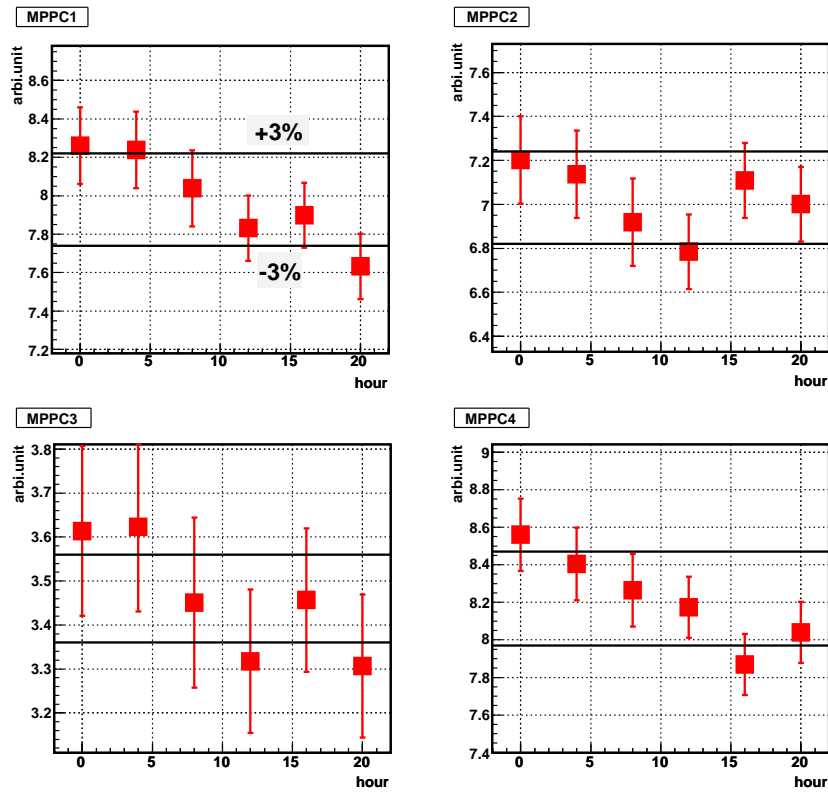 MPPC1
arbi.unit
8.6
8.4
8.2
8
7.8
7.6
7.4
7.2
+3%
-3%
0 5 10 15 20
hour
MPPC2
arbi.unit
7.6
7.4
7.2
7
6.8
6.6
6.4
0 5 10 15 20
hour
MPPC3
arbi.unit
3.8
3.7
3.6
3.5
3.4
3.3
3.2
0 5 10 15 20
hour
MPPC4
arbi.unit
9
8.8
8.6
8.4
8.2
8
7.8
7.6
7.4
0 5 10 15 20
hour